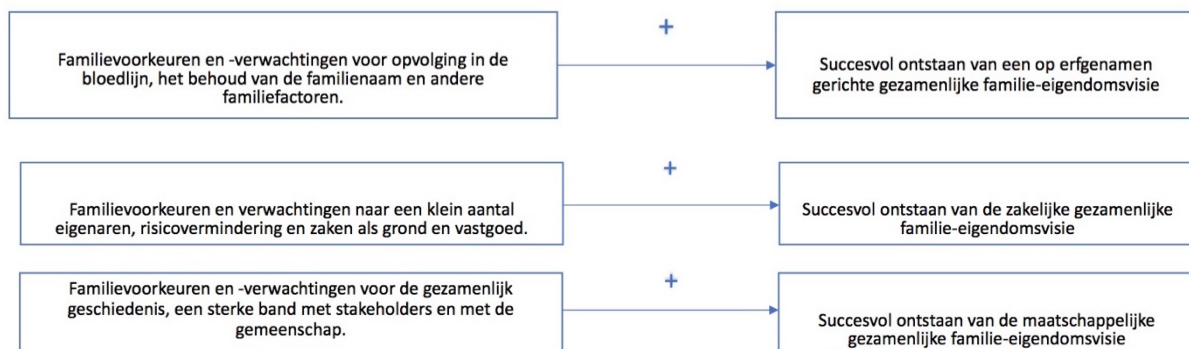 +
Familievoorkeuren en -verwachtingen voor opvolging in de
bloedlijn, het behoud van de familienaam en andere
familiefactoren.
Succesvol ontstaan van een op erfgenamen
gerichte gezamenlijke familie-eigendomsvisie
+
Familievoorkeuren en verwachtingen naar een klein aantal
eigenaren, risicovermindering en zaken als grond en vastgoed.
Succesvol ontstaan van de zakelijke gezamenlijke
familie-eigendomsvisie
+
Familievoorkeuren en -verwachtingen voor de gezamenlijk
geschiedenis, een sterke band met stakeholders en met de
gemeenschap.
Succesvol ontstaan van de maatschappelijke
gezamenlijke familie-eigendomsvisie